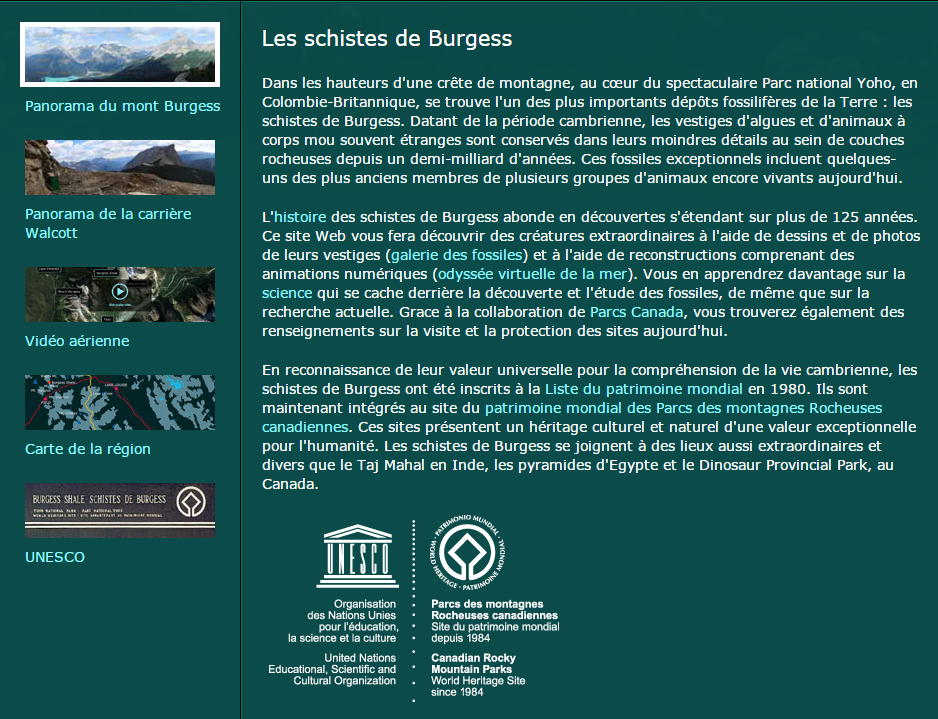 Les schistes de Burgess
Dans les hauteurs d'une crête de montagne, au cœur du spectaculaire Parc national Yoho, en
Colombie-Britannique, se trouve l'un des plus importants dépôts fossilifères de la Terre : les
schistes de Burgess. Datant de la période cambrienne, les vestiges d'algues et d'animaux à
corps mou souvent étranges sont conservés dans leurs moindres détails au sein de couches
rocheuses depuis un demi-milliard d'années. Ces fossiles exceptionnels incluent quelques-
uns des plus anciens membres de plusieurs groupes d'animaux encore vivants aujourd'hui.
L'histoire des schistes de Burgess abonde en découvertes s'étendant sur plus de 125 années.
Ce site Web vous fera découvrir des créatures extraordinaires à l'aide de dessins et de photos
de leurs vestiges (galerie des fossiles) et à l'aide de reconstructions comprenant des
animations numériques (odyssée virtuelle de la mer). Vous en apprendrez davantage sur la
science qui se cache derrière la découverte et l'étude des fossiles, de même que sur la
recherche actuelle. Grace à la collaboration de Parcs Canada, vous trouverez également des
renseignements sur la visite et la protection des sites aujourd'hui.
En reconnaissance de leur valeur universelle pour la compréhension de la vie cambrienne, les
schistes de Burgess ont été inscrits à la Liste du patrimoine mondial en 1980. Ils sont
maintenant intégrés au site du patrimoine mondial des Parcs des montagnes Rocheuses
canadiennes. Ces sites présentent un héritage culturel et naturel d'une valeur exceptionnelle
pour l'humanité. Les schistes de Burgess se joignent à des lieux aussi extraordinaires et
divers que le Taj Mahal en Inde, les pyramides d'Egypte et le Dinosaur Provincial Park, au
Canada.
Panorama du mont Burgess
Panorama de la carrière
Walcott
Vidéo aérienne
Carte de la région
BURGESS SHALE SCHISTES DE BURGESS
UNESCO
UNESCO
Organisation
des Nations Unies
pour l'éducation,
la science et la culture
United Nations
Educational, Scientific and
Cultural Organization
PATRIMONIO MUNDIAL
WORLD HERITAGE
PATRIMOINE MONDIAL
Parcs des montagnes
Rocheuses canadiennes
Site du patrimoine mondial
depuis 1984
Canadian Rocky
Mountain Parks
World Heritage Site
since 1984